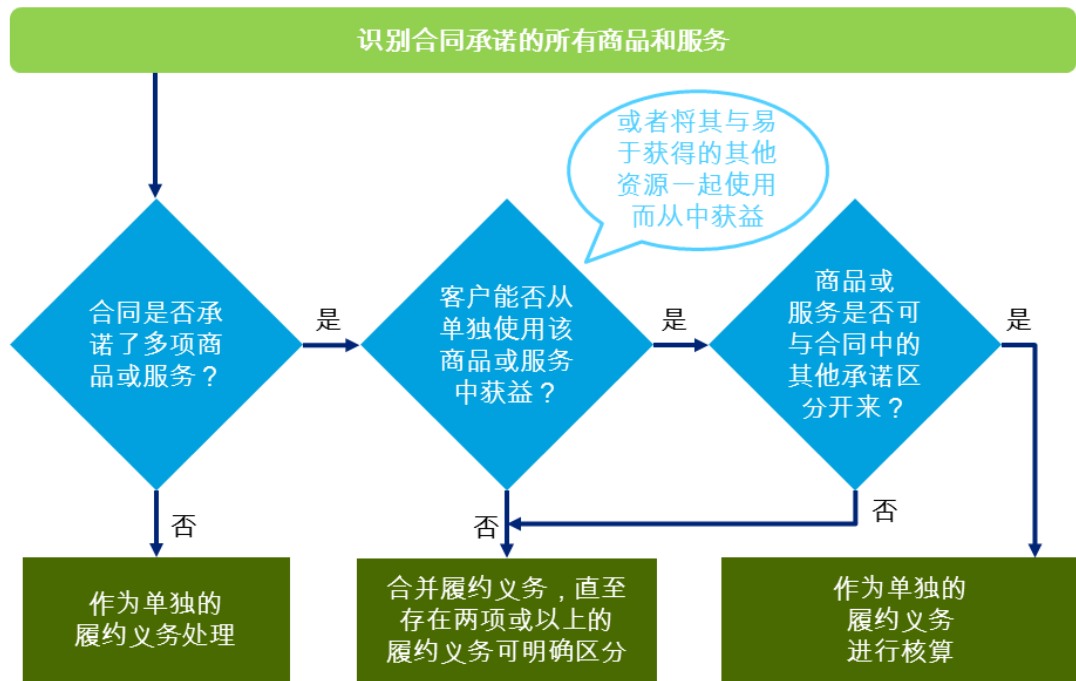 识别合同承诺的所有商品和服务
或者将其与易
于获得的其他
资源一起使用
而从中获益
合同是否承
诺了多项商
品或服务？
是
客户能否从
单独使用该
商品或服务
中获益？
是
商品或
服务是否可
与合同中的
其他承诺区
分开来？
是
否
否
否
作为单独的
履约义务处理
合并履约义务，直至
存在两项或以上的
履约义务可明确区分
作为单独的
履约义务
进行核算